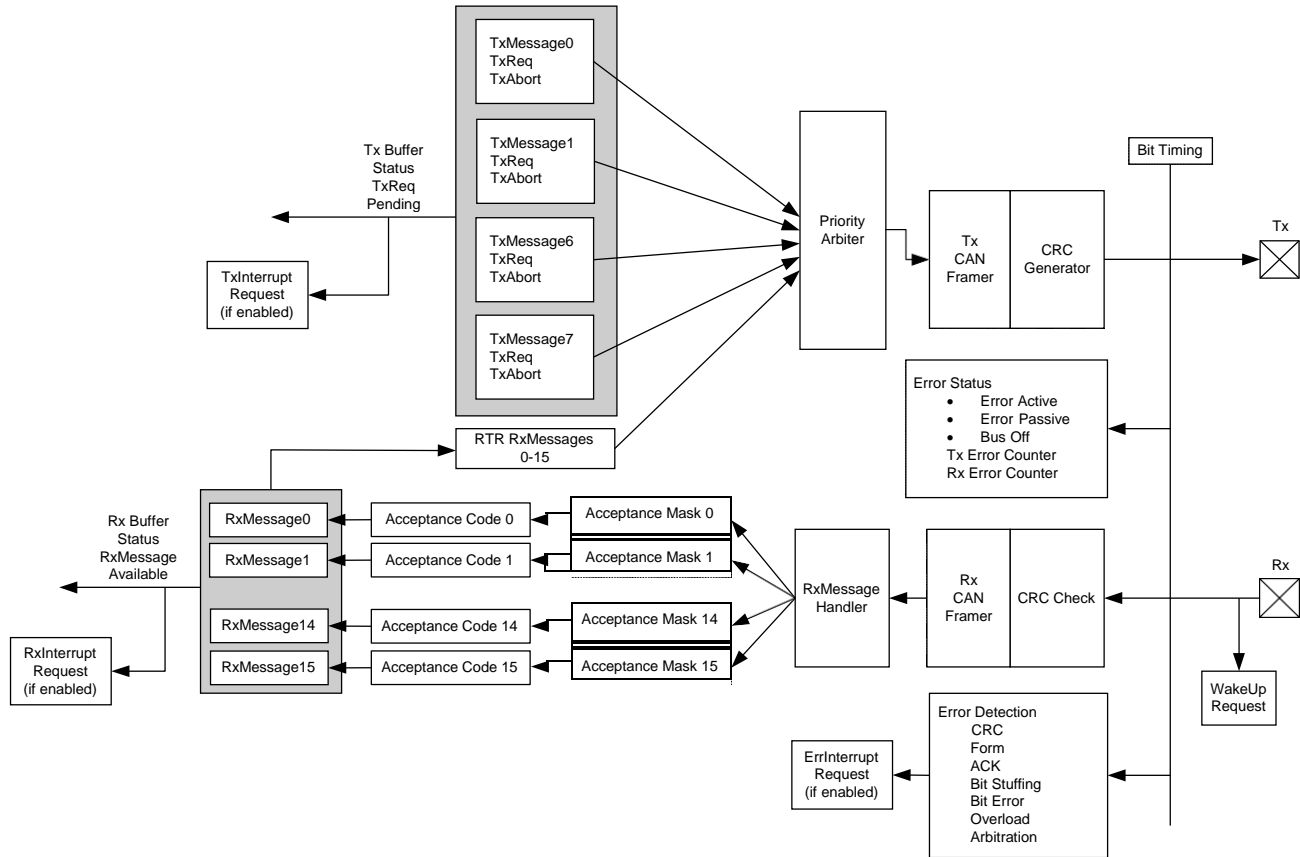 TxMessage0
TxReq
TxAbort
TxMessage1
TxReq
TxAbort
TxMessage6
TxReq
TxAbort
TxMessage7
TxReq
TxAbort
Tx Buffer
Status
TxReq
Pending
TxInterrupt
Request
(if enabled)
Priority
Arbiter
Tx
CAN
Framer
CRC
Generator
Bit Timing
Tx
Error Status
• Error Active
• Error Passive
• Bus Off
Tx Error Counter
Rx Error Counter
RTR RxMessages
0-15
Rx Buffer
Status
RxMessage
Available
RxInterrupt
Request
(if enabled)
RxMessage0
RxMessage1
RxMessage14
RxMessage15
Acceptance Code 0
Acceptance Code 1
Acceptance Code 14
Acceptance Code 15
Acceptance Mask 0
Acceptance Mask 1
Acceptance Mask 14
Acceptance Mask 15
RxMessage
Handler
Rx
CAN
Framer
CRC Check
Rx
WakeUp
Request
ErrInterrupt
Request
(if enabled)
Error Detection
CRC
Form
ACK
Bit Stuffing
Bit Error
Overload
Arbitration